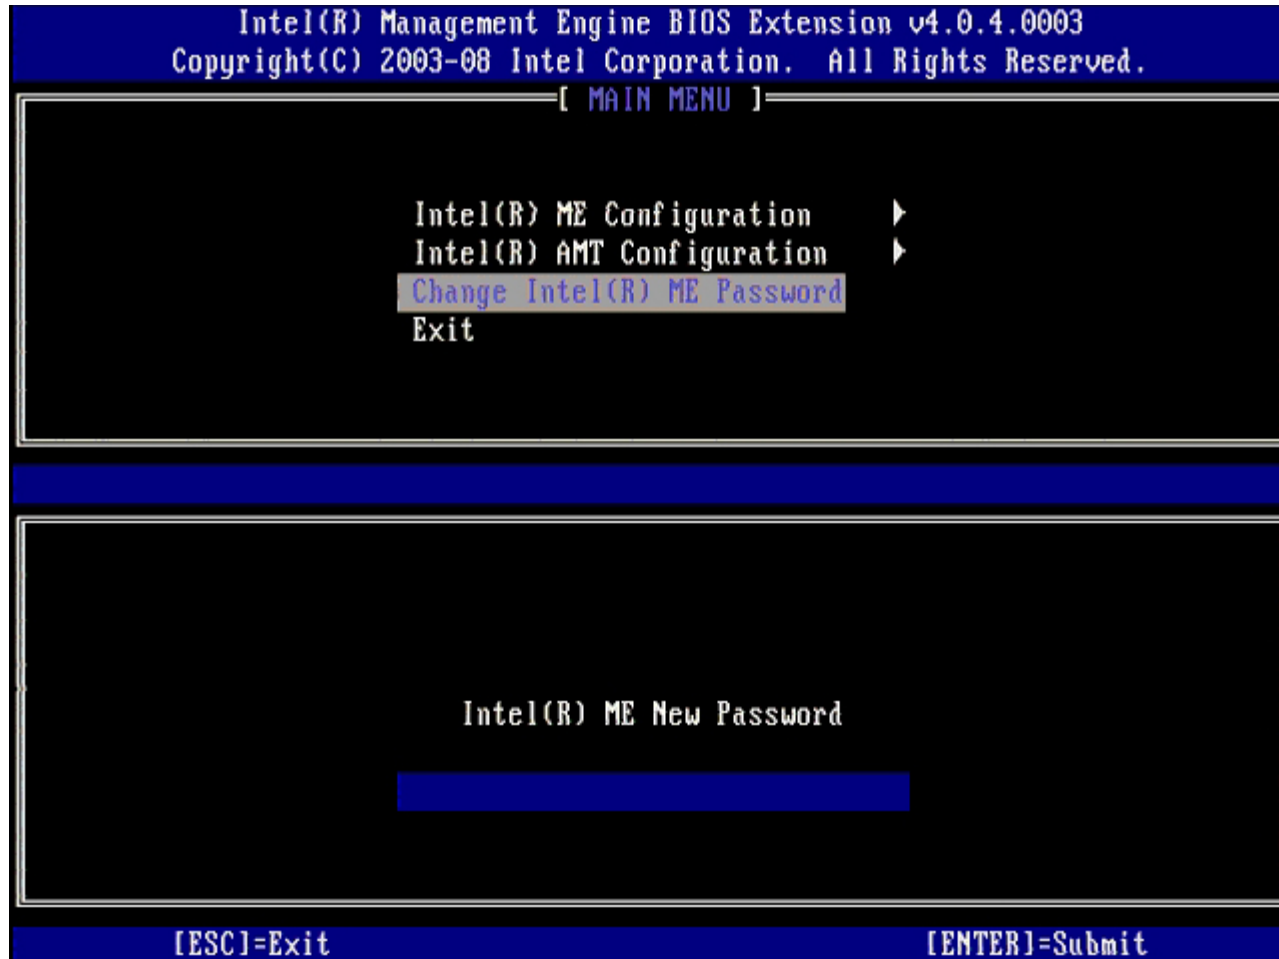 Intel(R) Management Engine BIOS Extension v4.0.4.0003
Copyright(C) 2003-08 Intel Corporation. All Rights Reserved.
[ MAIN MENU ]
Intel(R) ME Configuration
Intel(R) AMT Configuration
Change Intel(R) ME Password
Exit
Intel(R) ME New Password
[ESC]=Exit [ENTER]=Submit